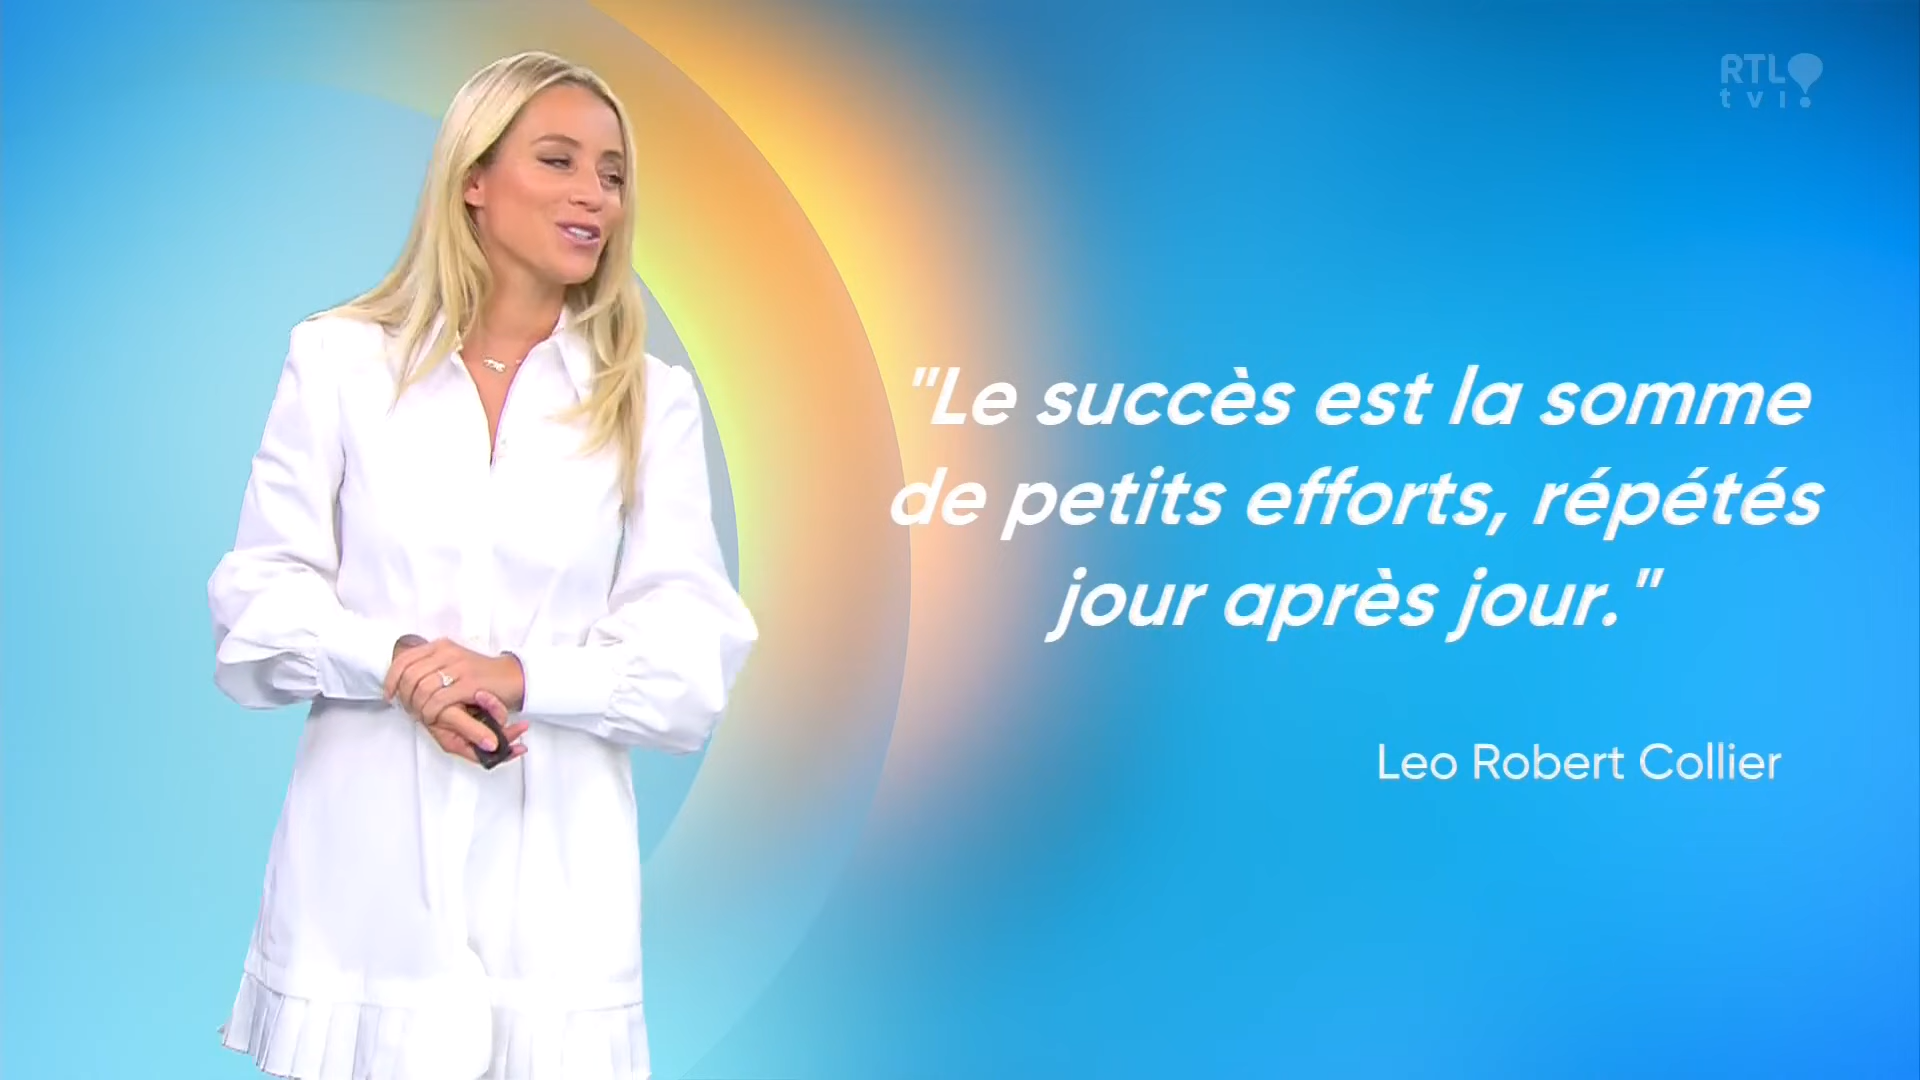 RTL
tvi
"Le succès est la somme
de petits efforts, répétés
jour après jour."
Leo Robert Collier